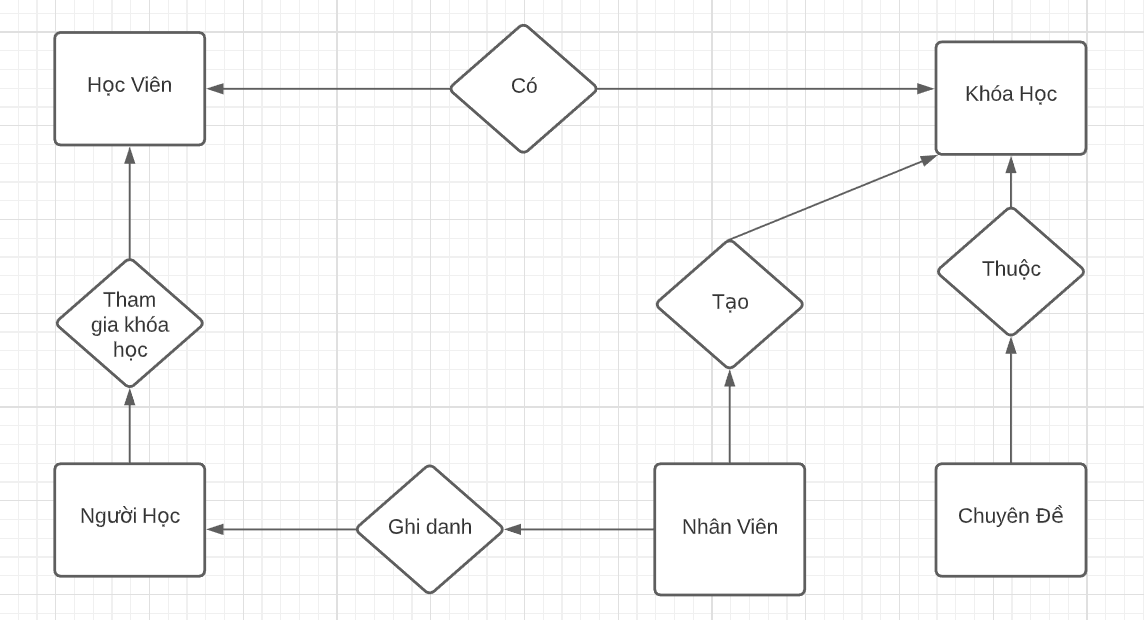 Học Viên
Có
Khóa Học
Thuộc
Tham
gia khóa
học
Tạo
Người Học
Ghi danh
Nhân Viên
Chuyên Đề